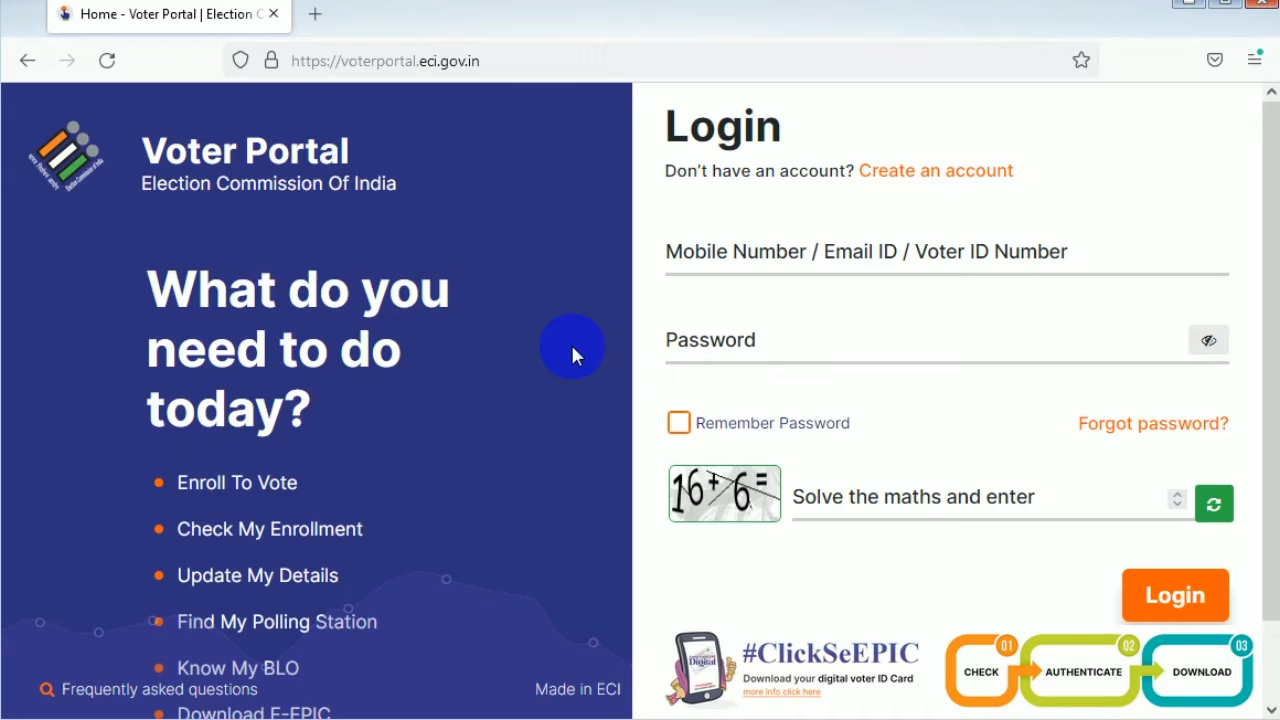 Home - Voter Portal | Election C
https://voterportal.eci.gov.in
Voter Portal
Election Commission Of India
What do you
need to do
today?
Enroll To Vote
Check My Enrollment
Update My Details
Find My Polling Station
Know My BLO
Download E-EPIC
Frequently asked questions
Made in ECI
Login
Don't have an account? Create an account
Mobile Number / Email ID / Voter ID Number
Password
Remember Password
Forgot password?
16+6=
Solve the maths and enter
Login
Digital
#ClickSeEPIC
Download your digital voter ID Card
more info click here
01
CHECK
02
AUTHENTICATE
03
DOWNLOAD